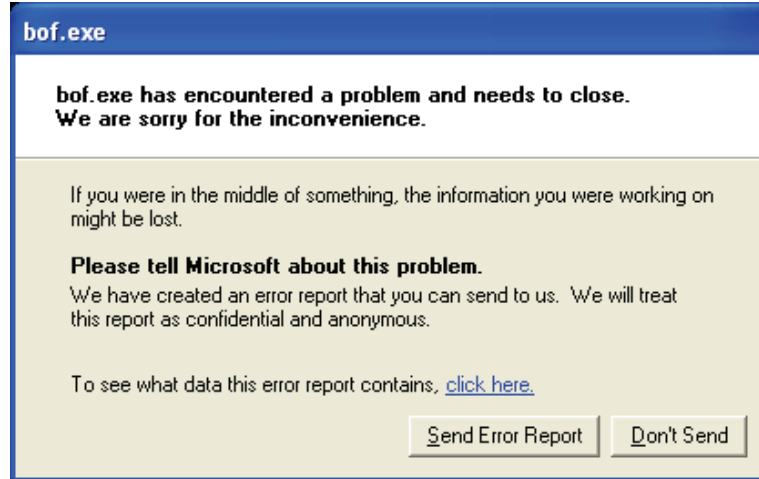 bof.exe
bof.exe has encountered a problem and needs to close.
We are sorry for the inconvenience.
If you were in the middle of something, the information you were working on
might be lost.
Please tell Microsoft about this problem.
We have created an error report that you can send to us.  We will treat
this report as confidential and anonymous.
To see what data this error report contains, click here.
Send Error Report Don't Send